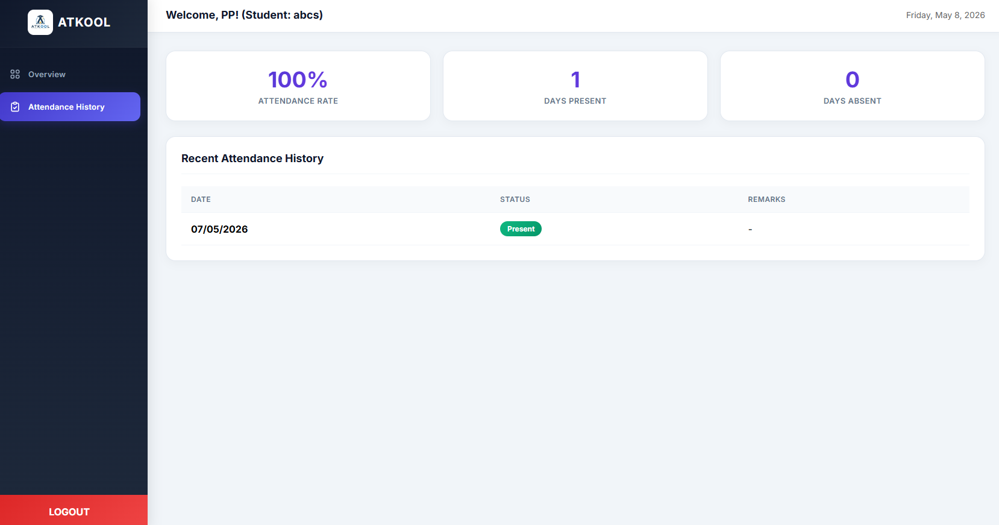 ATKOOL
ATKOOL
Welcome, PP! (Student: abcs)
Friday, May 8, 2026
Overview
Attendance History
100%
ATTENDANCE RATE
1
DAYS PRESENT
0
DAYS ABSENT
Recent Attendance History
DATE STATUS REMARKS
07/05/2026 Present -
LOGOUT